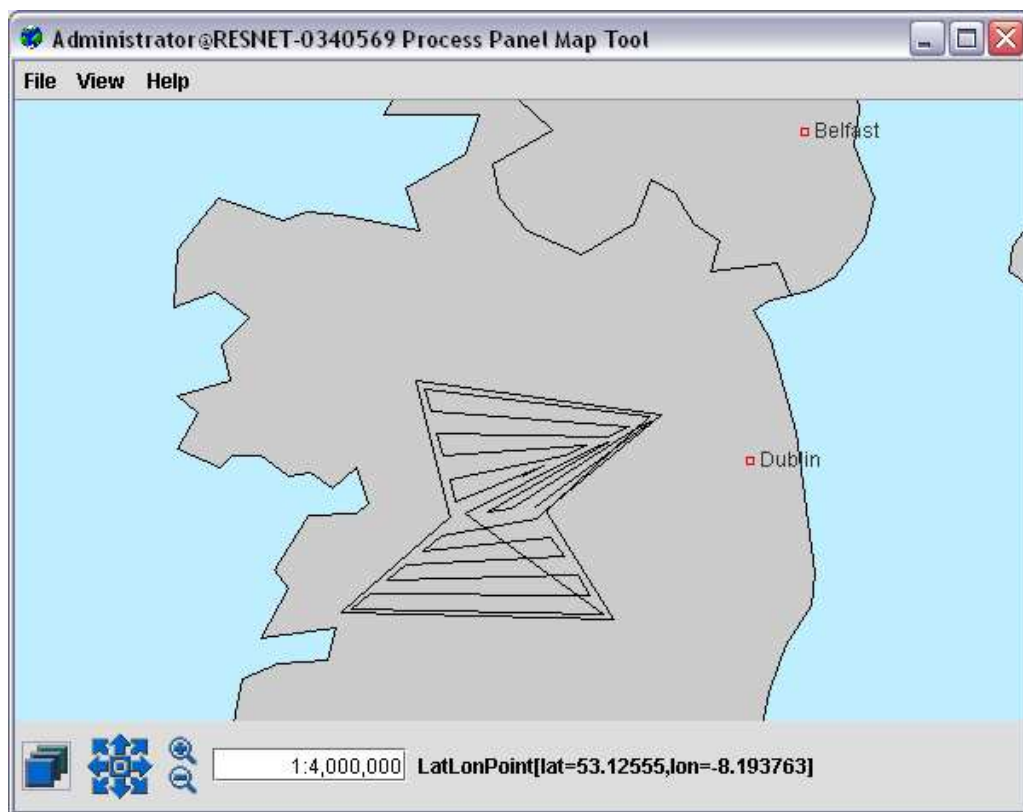 Administrator@RESNET-0340569 Process Panel Map Tool
File View Help
Belfast
Dublin
1:4,000,000 LatLonPoint[lat=53.12555,lon=-8.193763]